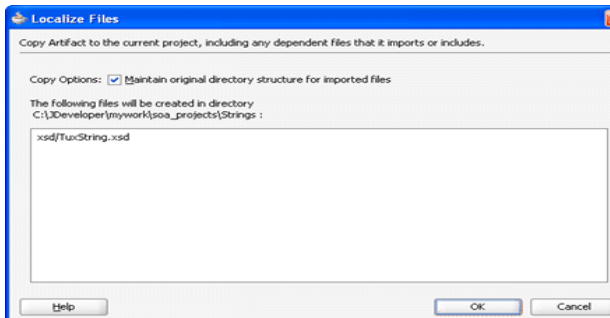 Localize Files
Copy Artifact to the current project, including any dependent files that it imports or includes.
Copy Options: Maintain original directory structure for imported files
The following files will be created in directory
C:\JDeveloper\mywork\soa_projects\Strings :
xsd/TuxString.xsd
Help OK Cancel